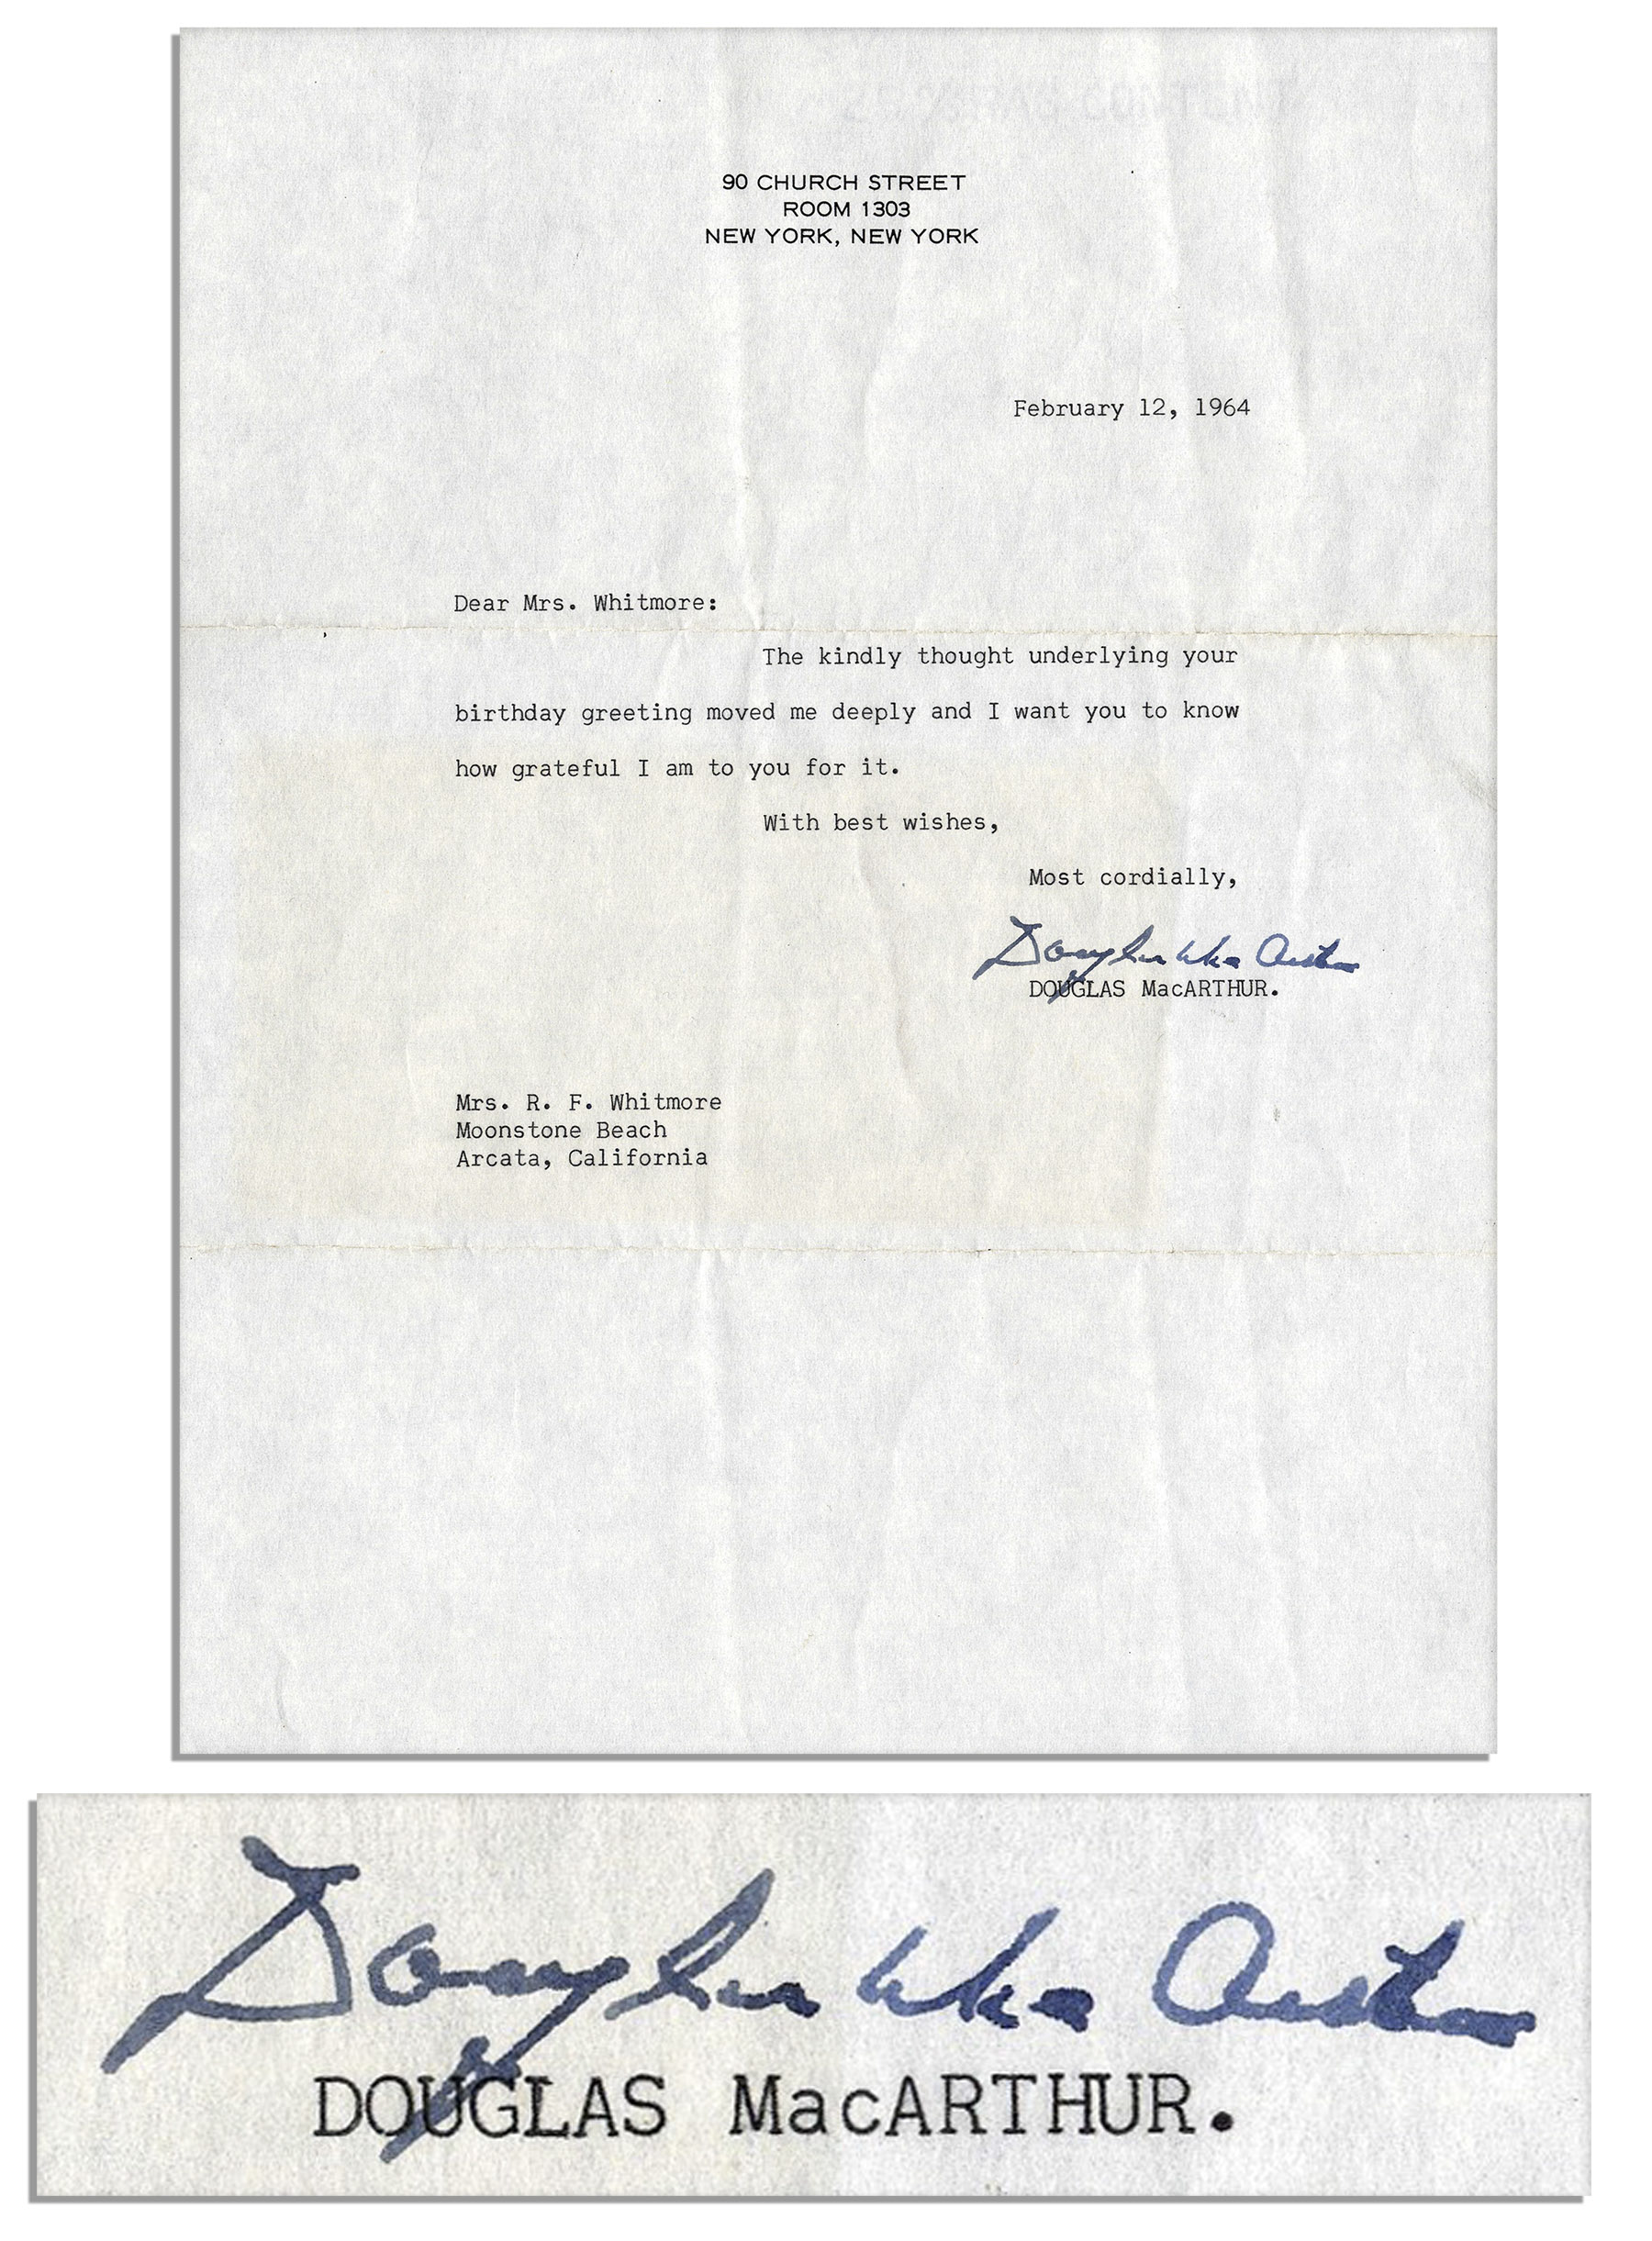 90 CHURCH STREET
ROOM 1303
NEW YORK, NEW YORK
February 12, 1964
Dear Mrs. Whitmore:
The kindly thought underlying your
birthday greeting moved me deeply and I want you to know
how grateful I am to you for it.
With best wishes,
Most cordially,
Douglas MacArthur
DOUGLAS MacARTHUR.
Mrs. R. F. Whitmore
Moonstone Beach
Arcata, California
Douglas MacArthur
DOUGLAS MacARTHUR.